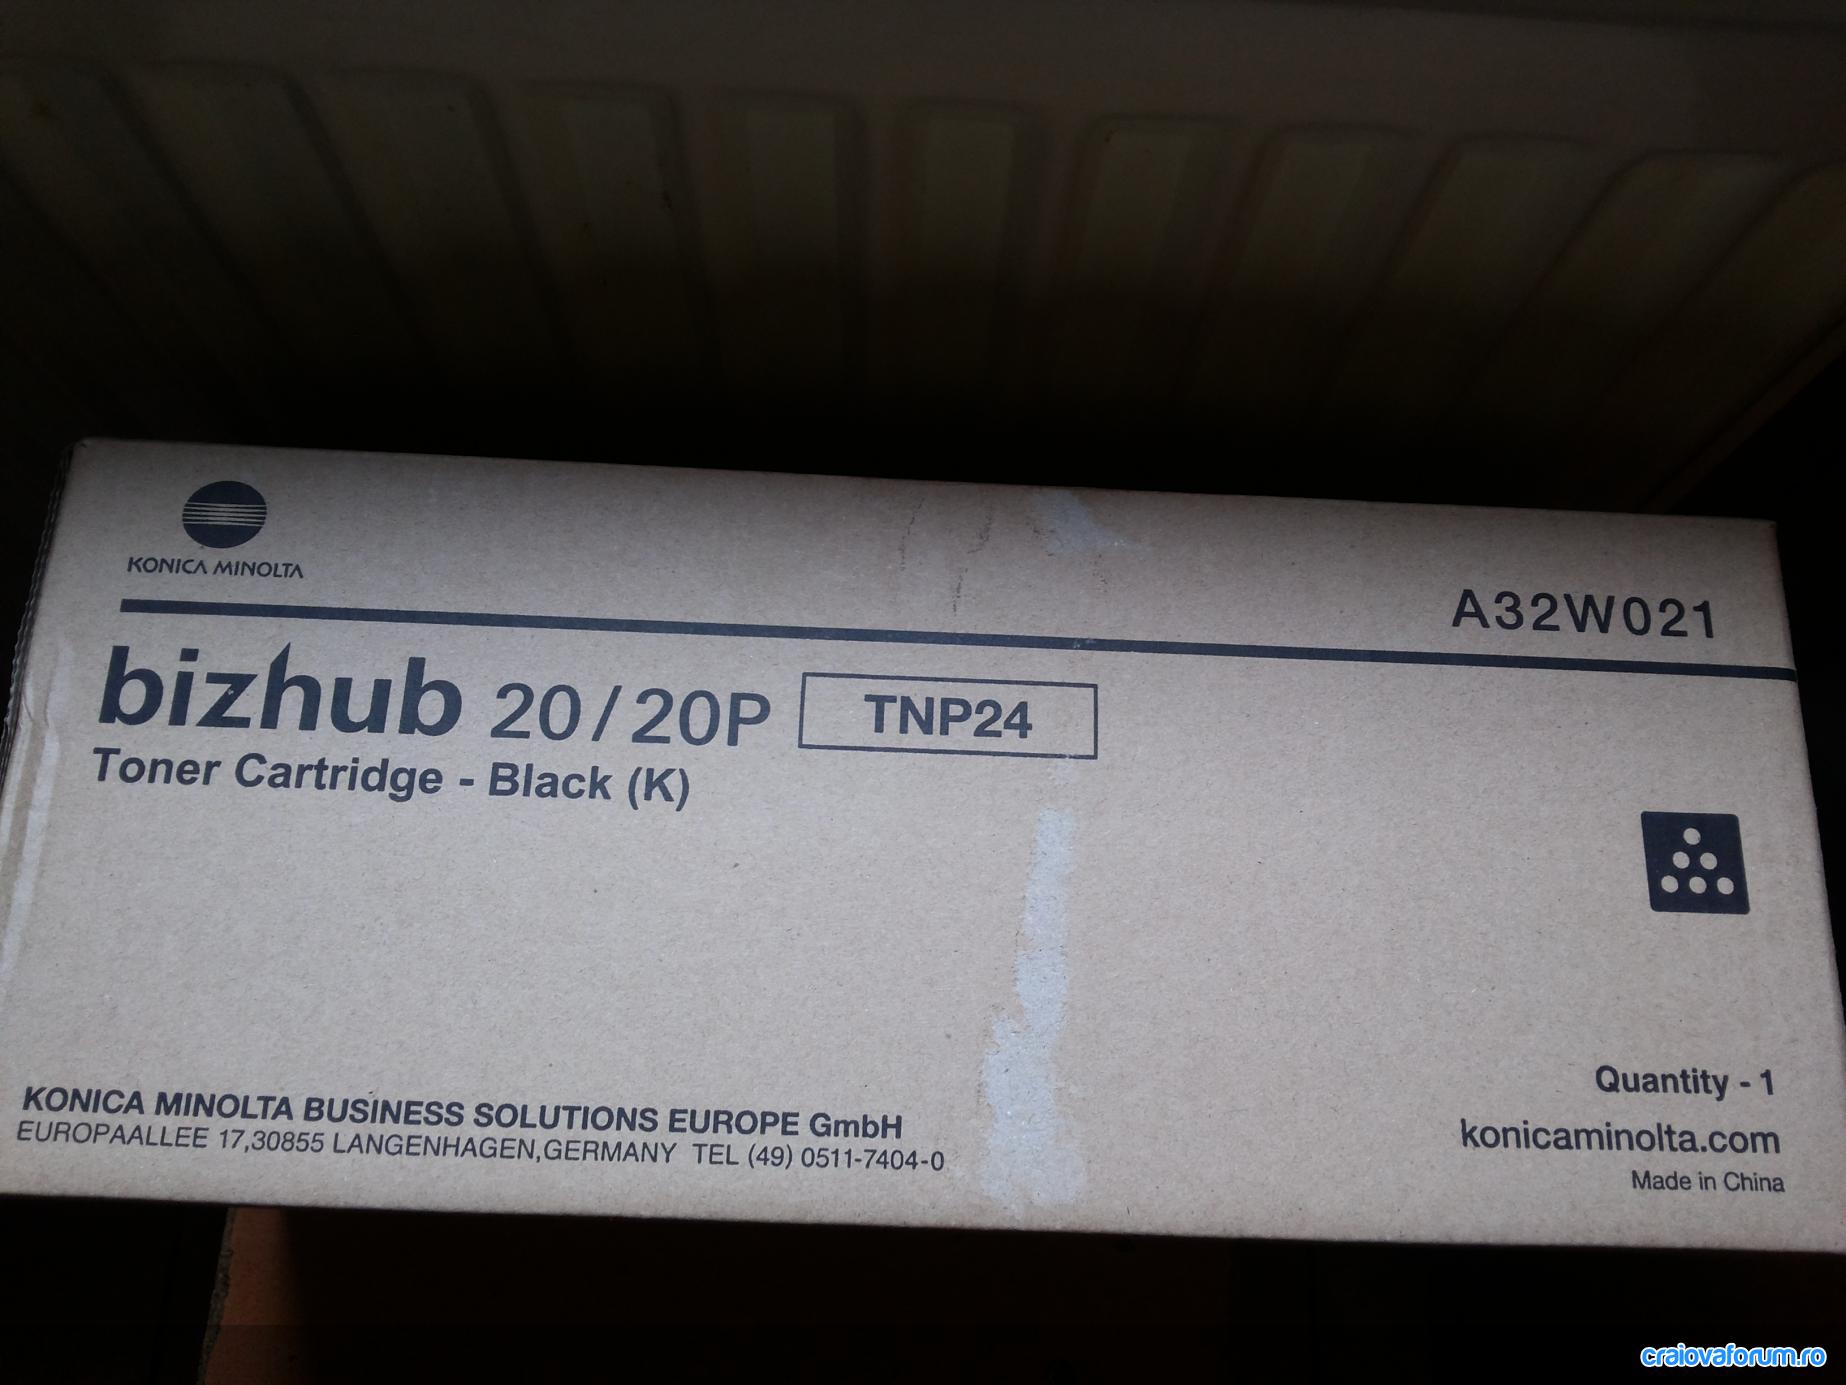 KONICA MINOLTA
A32W021
bizhub 20/20P TNP24
Toner Cartridge - Black (K)
Quantity - 1
KONICA MINOLTA BUSINESS SOLUTIONS EUROPE GmbH
EUROPAALLEE 17,30855 LANGENHAGEN,GERMANY TEL (49) 0511-7404-0
konicaminolta.com
Made in China
craiovaforum.ro